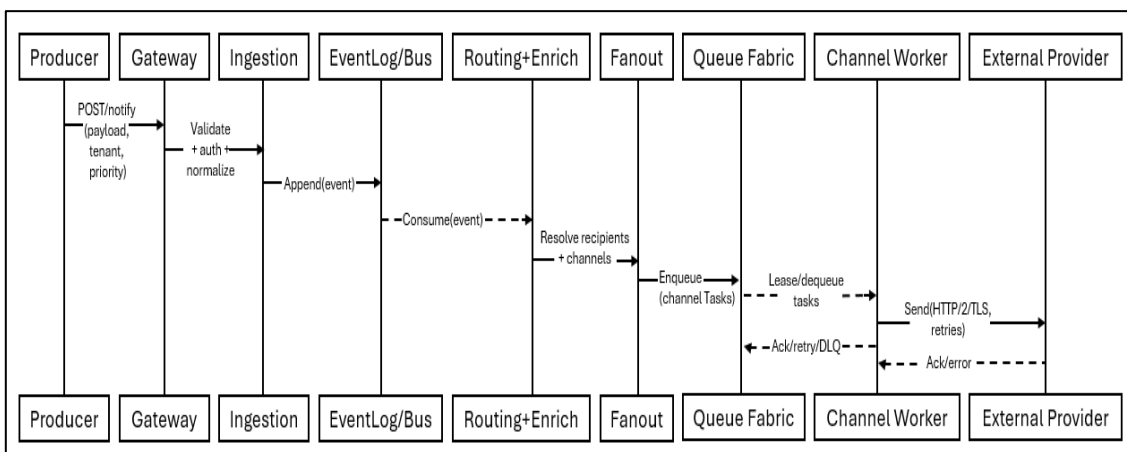 Producer
Gateway
Ingestion
EventLog/Bus
Routing+Enrich
Fanout
Queue Fabric
Channel Worker
External Provider
POST/notify
(payload,
tenant,
priority)
Validate
+ auth +
normalize
Append(event)
Consume(event)
Resolve recipients
+ channels
Enqueue
(channel Tasks)
Lease/dequeue
tasks
Send(HTTP/2/TLS,
retries)
Ack/retry/DLQ
Ack/error
Producer
Gateway
Ingestion
EventLog/Bus
Routing+Enrich
Fanout
Queue Fabric
Channel Worker
External Provider